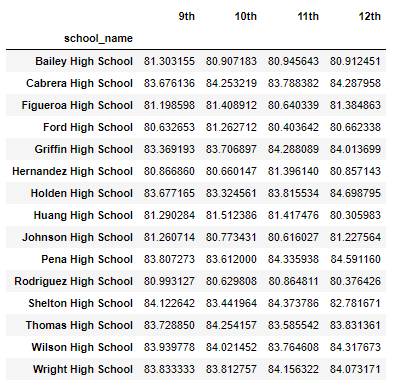 9th 10th 11th 12th
school_name
Bailey High School 81.303155 80.907183 80.945643 80.912451
Cabrera High School 83.676136 84.253219 83.788382 84.287958
Figueroa High School 81.198598 81.408912 80.640339 81.384863
Ford High School 80.632653 81.262712 80.403642 80.662338
Griffin High School 83.369193 83.706897 84.288089 84.013699
Hernandez High School 80.866860 80.660147 81.396140 80.857143
Holden High School 83.677165 83.324561 83.815534 84.698795
Huang High School 81.290284 81.512386 81.417476 80.305983
Johnson High School 81.260714 80.773431 80.616027 81.227564
Pena High School 83.807273 83.612000 84.335938 84.591160
Rodriguez High School 80.993127 80.629808 80.864811 80.376426
Shelton High School 84.122642 83.441964 84.373786 82.781671
Thomas High School 83.728850 84.254157 83.585542 83.831361
Wilson High School 83.939778 84.021452 83.764608 84.317673
Wright High School 83.833333 83.812757 84.156322 84.073171